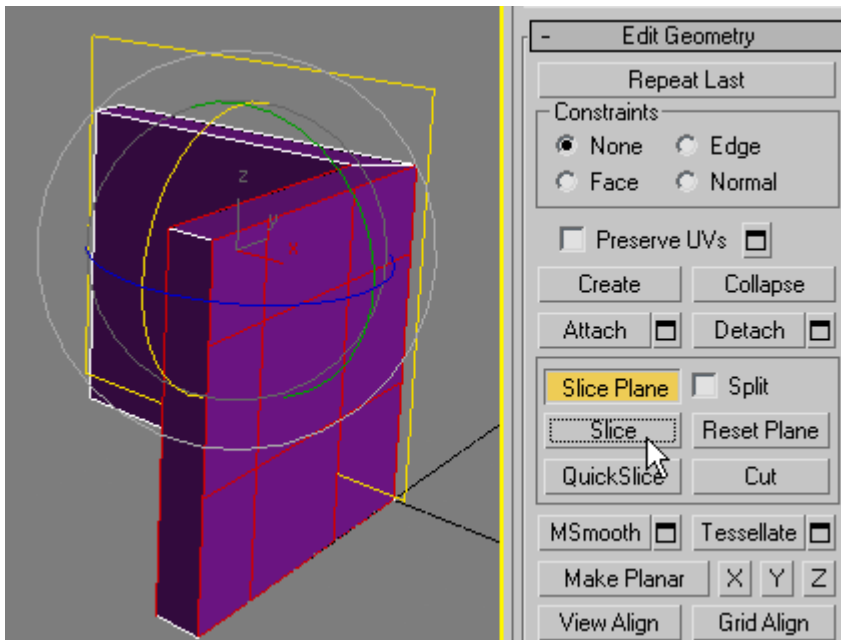 - Edit Geometry
Repeat Last
Constraints
None Edge
Face Normal
Preserve UVs
Create Collapse
Attach Detach
Slice Plane Split
Slice Reset Plane
QuickSlice Cut
MSmooth Tessellate
Make Planar X Y Z
View Align Grid Align
z
y
x